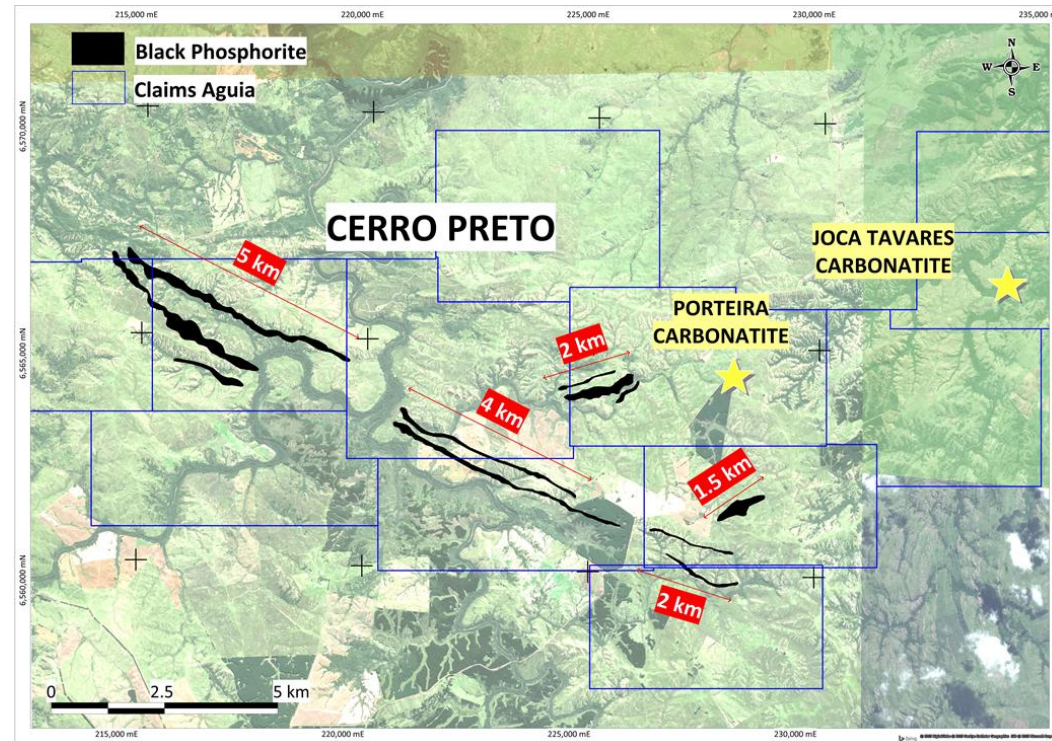 215,000 mE
220,000 mE
225,000 mE
230,000 mE
235,000 mE
Black Phosphorite
Claims Aguia
N
W
E
S
6,570,000 mN
CERRO PRETO
JOCA TAVARES
CARBONATITE
5 km
PORTEIRA
CARBONATITE
6,565,000 mN
2 km
4 km
1.5 km
6,560,000 mN
2 km
0
2.5
5 km
215,000 mE
220,000 mE
225,000 mE
230,000 mE